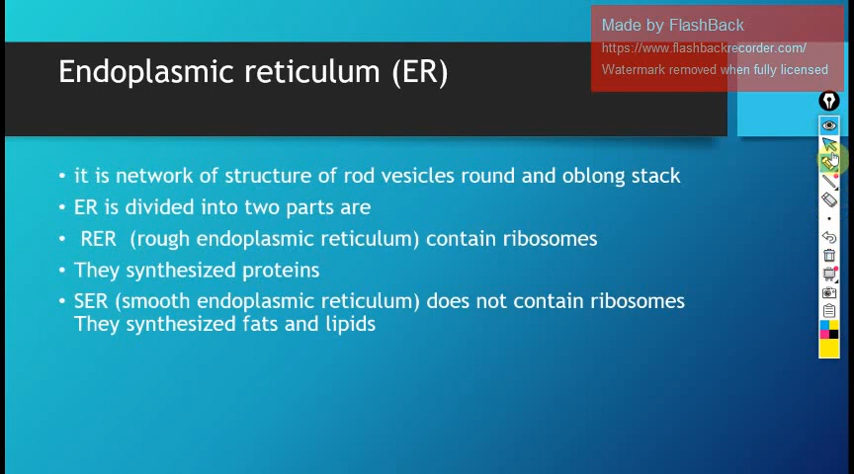 Made by FlashBack
https://www.flashbackrecorder.com/
Watermark removed when fully licensed
Endoplasmic reticulum (ER)
• it is network of structure of rod vesicles round and oblong stack
• ER is divided into two parts are
• RER (rough endoplasmic reticulum) contain ribosomes
• They synthesized proteins
• SER (smooth endoplasmic reticulum) does not contain ribosomes
They synthesized fats and lipids